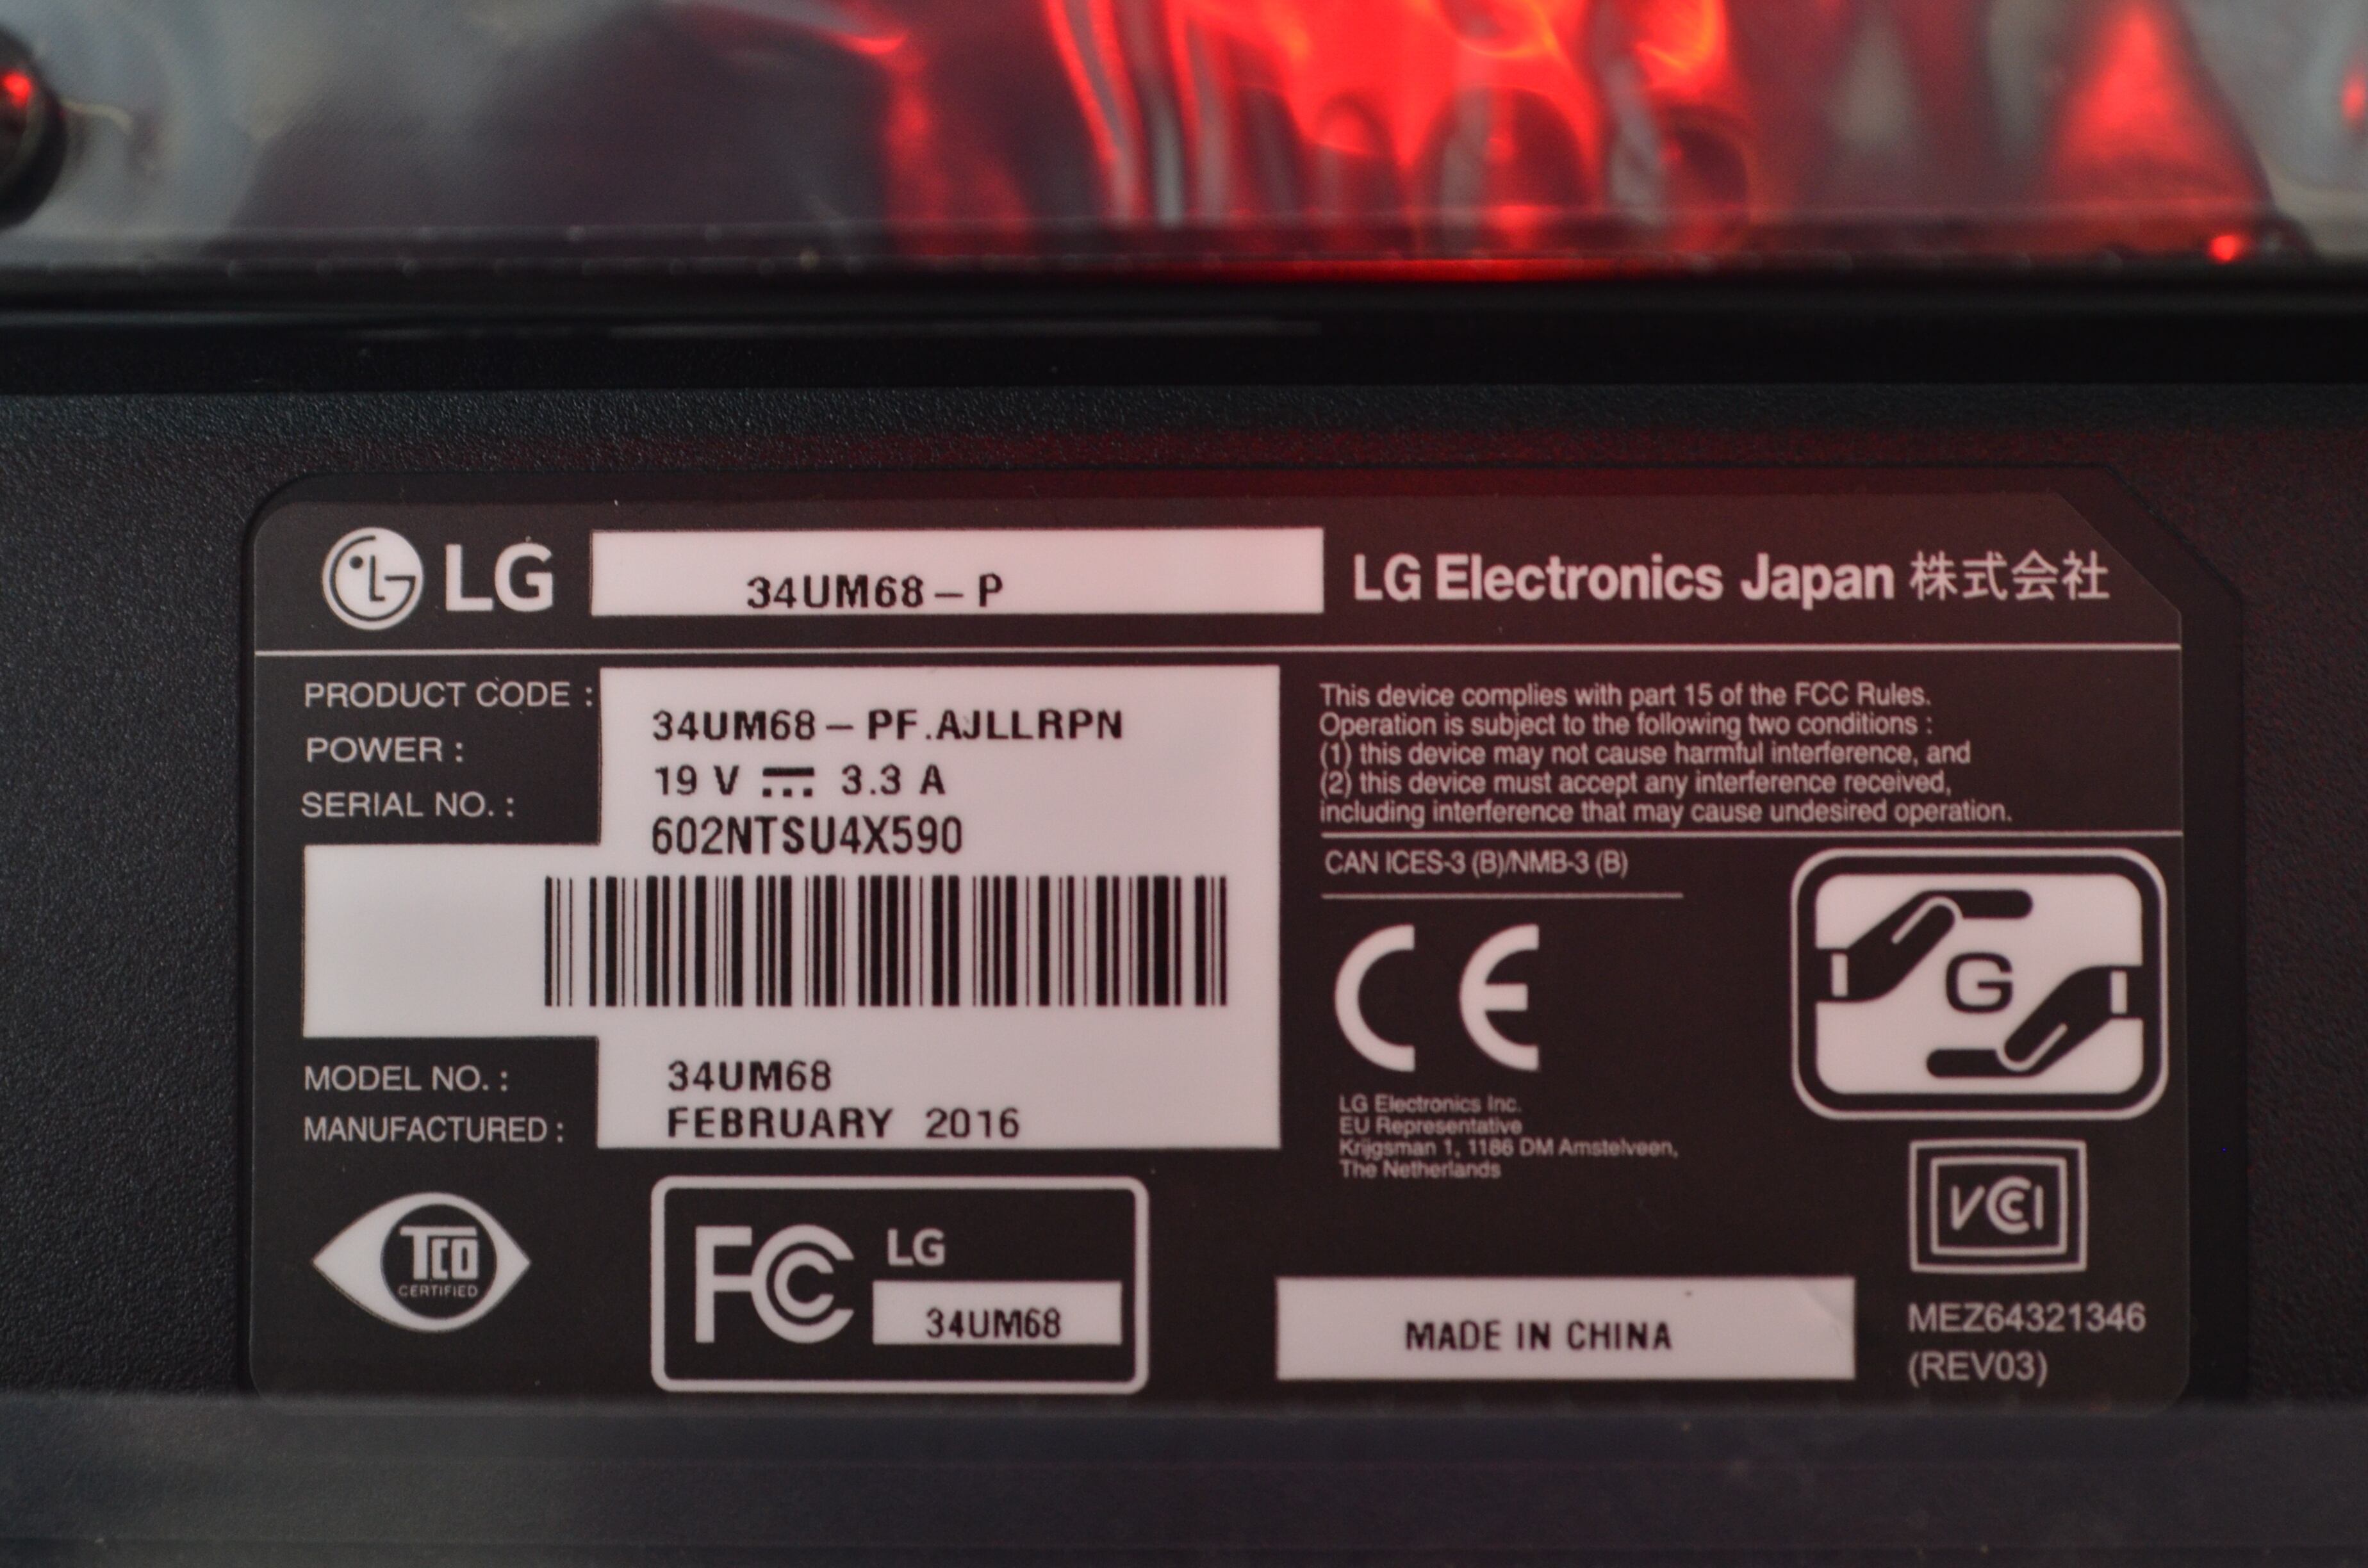 LG 34UM68-P LG Electronics Japan 株式会社
PRODUCT CODE : 34UM68-PF.AJLLRPN
POWER : 19 V 3.3 A
SERIAL NO. : 602NTSU4X590
MODEL NO. : 34UM68
MANUFACTURED : FEBRUARY 2016
This device complies with part 15 of the FCC Rules.
Operation is subject to the following two conditions :
(1) this device may not cause harmful interference, and
(2) this device must accept any interference received,
including interference that may cause undesired operation.
CAN ICES-3 (B)/NMB-3 (B)
CE
G
LG Electronics Inc.
EU Representative
Krijgsman 1, 1186 DM Amstelveen,
The Netherlands
TCO
CERTIFIED
FC LG
34UM68
MADE IN CHINA
VCCI
MEZ64321346
(REV03)